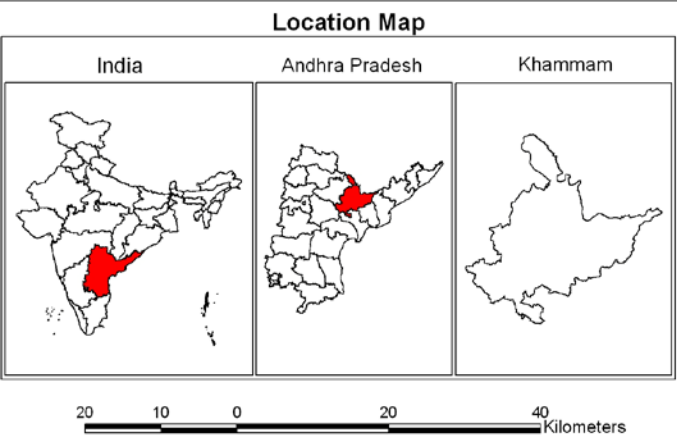 Location Map
India
Andhra Pradesh
Khammam
20 10 0 20 40
Kilometers